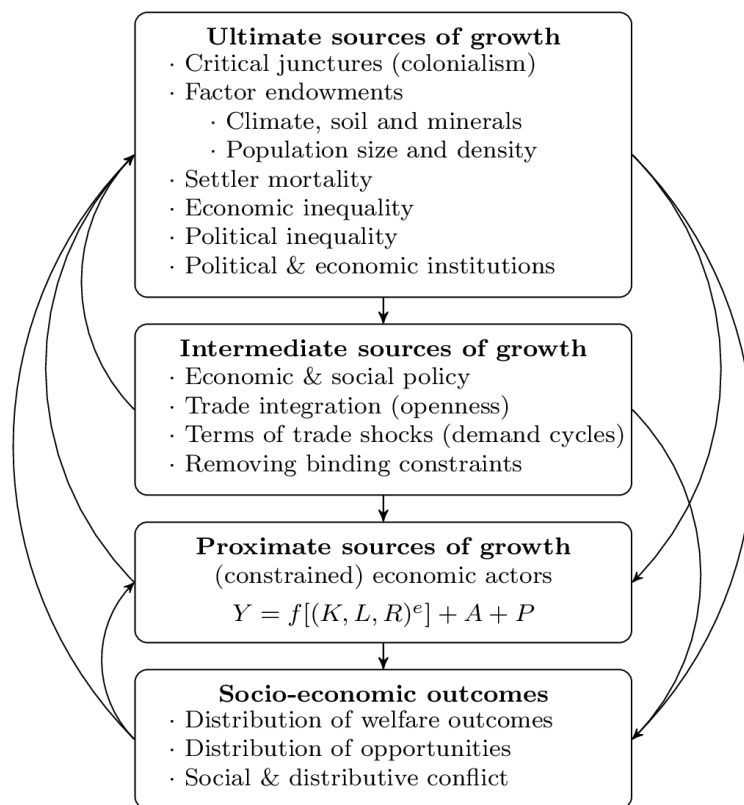 Ultimate sources of growth
· Critical junctures (colonialism)
· Factor endowments
· Climate, soil and minerals
· Population size and density
· Settler mortality
· Economic inequality
· Political inequality
· Political & economic institutions
Intermediate sources of growth
· Economic & social policy
· Trade integration (openness)
· Terms of trade shocks (demand cycles)
· Removing binding constraints
Proximate sources of growth
(constrained) economic actors
Y = f[(K, L, R)^e] + A + P
Socio-economic outcomes
· Distribution of welfare outcomes
· Distribution of opportunities
· Social & distributive conflict